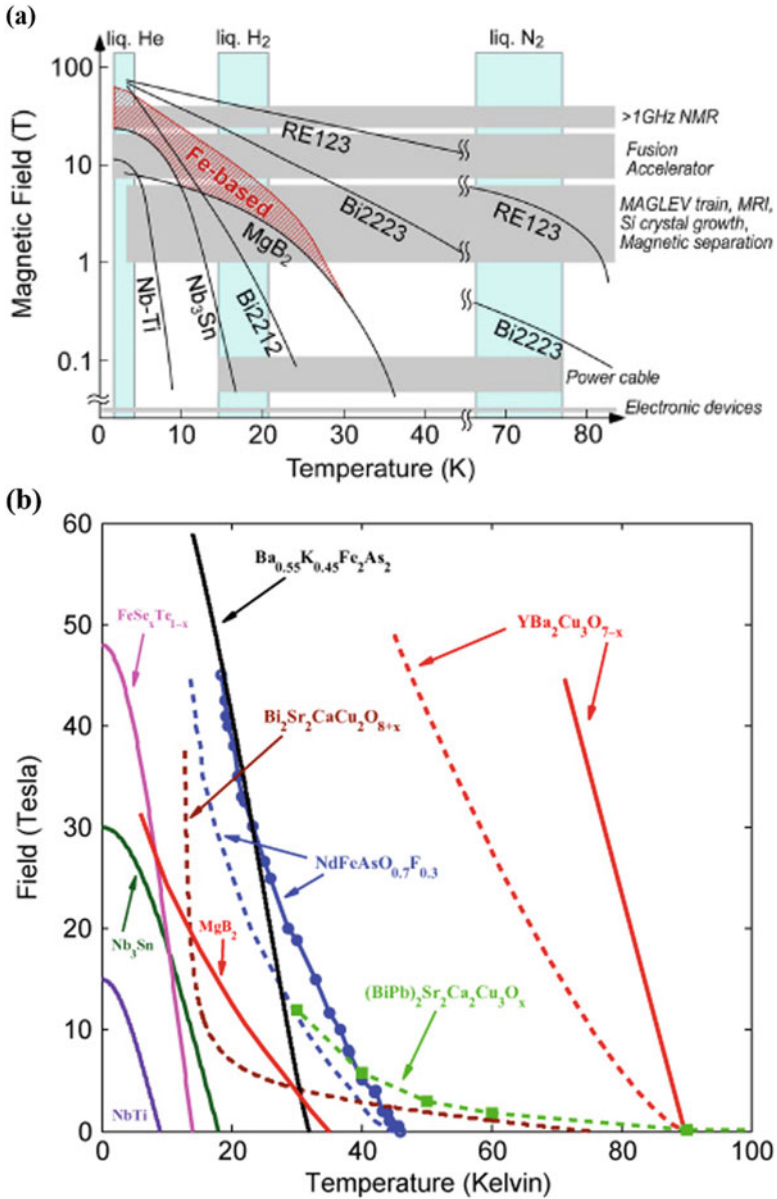 (a)
liq. He
liq. H₂
liq. N₂
Magnetic Field (T)
100
10
1
0.1
0
0
10
20
30
40
50
70
80
Temperature (K)
RE123
Fe-based
Bi2223
MgB₂
RE123
Nb-Ti
Nb₃Sn
Bi2212
Bi2223
>1GHz NMR
Fusion
Accelerator
MAGLEV train, MRI,
Si crystal growth,
Magnetic separation
Power cable
Electronic devices
(b)
Field (Tesla)
60
50
40
30
20
10
0
0
20
40
60
80
100
Temperature (Kelvin)
Ba₀.₅₅K₀.₄₅Fe₂As₂
FeSeₓTe₁₋ₓ
YBa₂Cu₃O₇₋ₓ
Bi₂Sr₂CaCu₂O₈₊ₓ
NdFeAsO₀.₇F₀.₃
Nb₃Sn
MgB₂
(BiPb)₂Sr₂Ca₂Cu₃Oₓ
NbTi